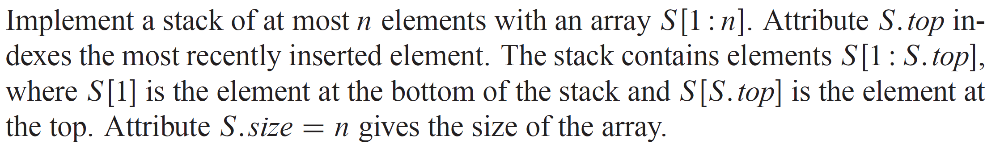 Implement a stack of at most n elements with an array S[1 : n]. Attribute S.top in-
dexes the most recently inserted element. The stack contains elements S[1 : S.top],
where S[1] is the element at the bottom of the stack and S[S.top] is the element at
the top. Attribute S.size = n gives the size of the array.